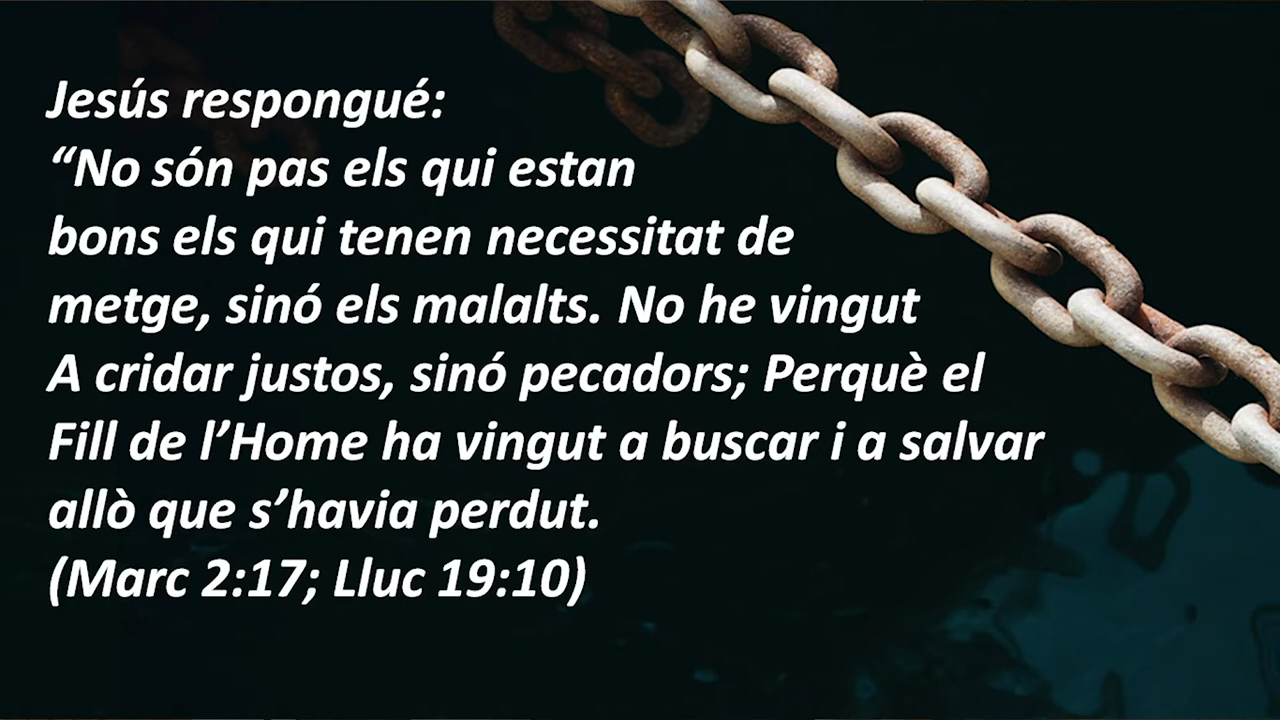 Jesús respongué:
“No són pas els qui estan
bons els qui tenen necessitat de
metge, sinó els malalts. No he vingut
A cridar justos, sinó pecadors; Perquè el
Fill de l’Home ha vingut a buscar i a salvar
allò que s’havia perdut.
(Marc 2:17; Lluc 19:10)